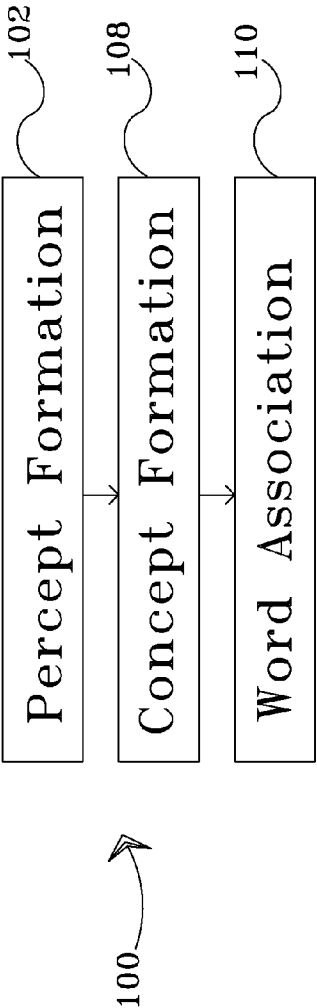 Percept Formation
102
Concept Formation
108
Word Association
110
100